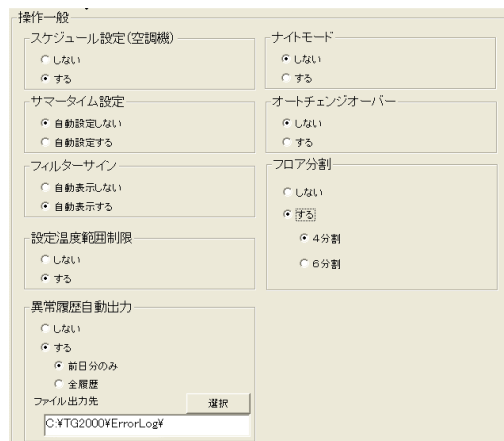 操作一般
スケジュール設定(空調機)
しない
する
サマータイム設定
自動設定しない
自動設定する
フィルターサイン
自動表示しない
自動表示する
設定温度範囲制限
しない
する
異常履歴自動出力
しない
する
前日分のみ
全履歴
ファイル出力先
選択
C:¥TG2000¥ErrorLog¥
ナイトモード
しない
する
オートチェンジオーバー
しない
する
フロア分割
しない
する
4分割
6分割